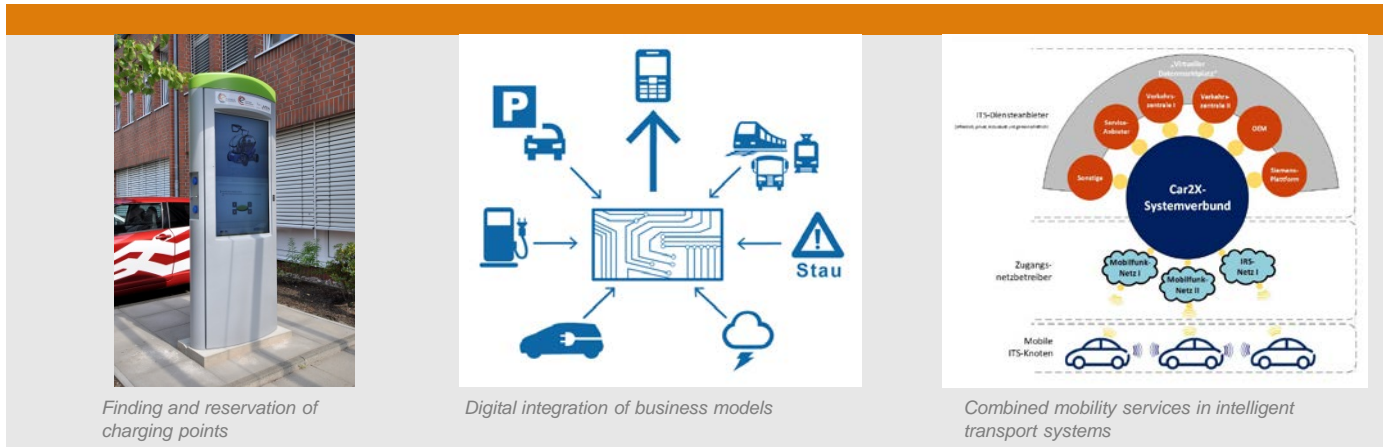 P
Stau
„Virtueller
Datenmarktplatz“
ITS-Diensteanbieter
Verkehrs-
zentrale I
Verkehrs-
zentrale II
Service-
Anbieter
OEM
Sonstige
Siemens-
Plattform
Car2X-
Systemverbund
Zugangs-
netzbetreiber
Mobilfunk-
Netz I
Mobilfunk-
Netz II
IRS-
Netz I
Mobile
ITS-Knoten
Finding and reservation of
charging points
Digital integration of business models
Combined mobility services in intelligent
transport systems